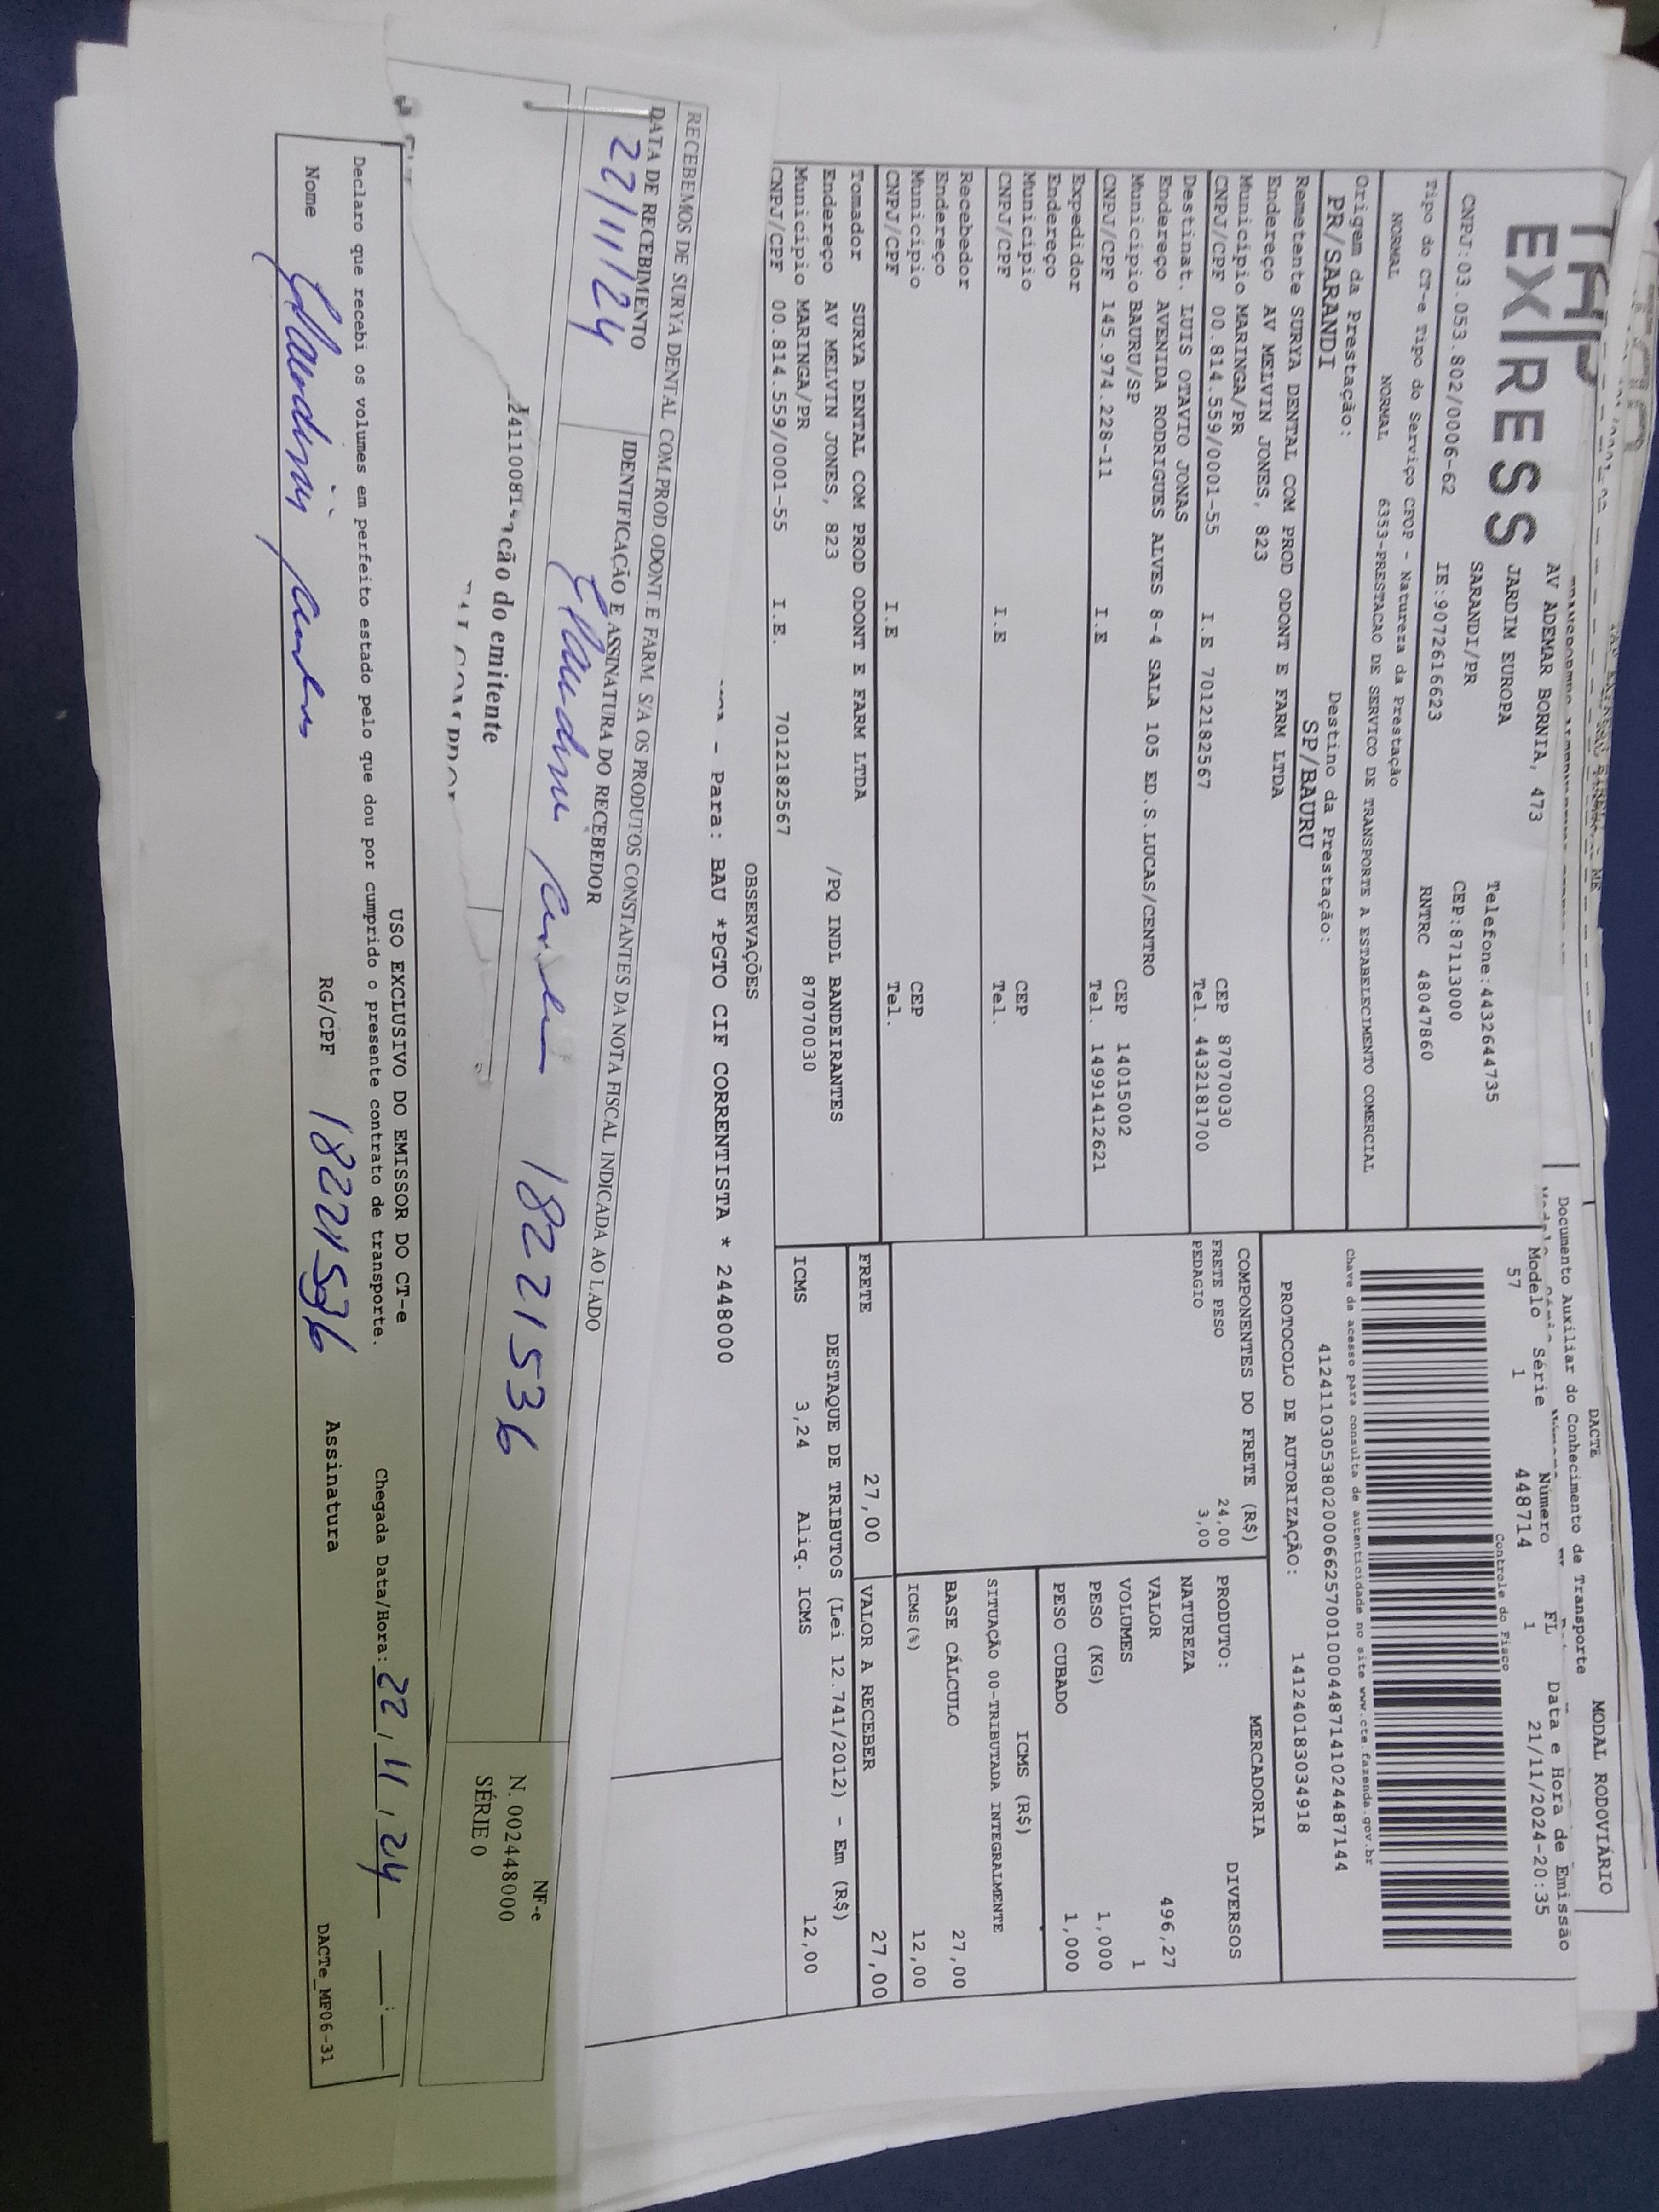 DACTE MODAL RODOVIÁRIO
Documento Auxiliar do Conhecimento de Transporte
EXPRESS
AV ADEMAR BORNIA, 473
JARDIM EUROPA Telefone:4432644735
SARANDI/PR CEP:87113000
CNPJ:03.053.802/0006-62 IE:9072616623 RNTRC 48047860
Modelo Série Número FL Data e Hora de Emissão
57 1 448714 1 21/11/2024-20:35
Controle do Fisco
Tipo do CT-e Tipo do Serviço CFOP - Natureza da Prestação
NORMAL NORMAL 6353-PRESTACAO DE SERVICO DE TRANSPORTE A ESTABELECIMENTO COMERCIAL
Chave de acesso para consulta de autenticidade no site www.cte.fazenda.gov.br
41241103053802000662570010004487141024487144
Origem da Prestação: Destino da Prestação:
PR/SARANDI SP/BAURU
PROTOCOLO DE AUTORIZAÇÃO: 141240183034918
Remetente SURYA DENTAL COM PROD ODONT E FARM LTDA
Endereço AV MELVIN JONES, 823
Município MARINGA/PR CEP 87070030
CNPJ/CPF 00.814.559/0001-55 I.E 7012182567 Tel. 4432181700
Destinat. LUIS OTAVIO JONAS
Endereço AVENIDA RODRIGUES ALVES 8-4 SALA 105 ED.S.LUCAS/CENTRO
Município BAURU/SP CEP 14015002
CNPJ/CPF 145.974.228-11 I.E Tel. 14991412621
Expedidor
Endereço
Município CEP
CNPJ/CPF I.E Tel.
Recebedor
Endereço
Município CEP
CNPJ/CPF I.E Tel.
Tomador SURYA DENTAL COM PROD ODONT E FARM LTDA
Endereço AV MELVIN JONES, 823 /PQ INDL BANDEIRANTES
Município MARINGA/PR 87070030
CNPJ/CPF 00.814.559/0001-55 I.E. 7012182567
COMPONENTES DO FRETE (R$)
FRETE PESO 24,00
PEDAGIO 3,00
MERCADORIA
PRODUTO: DIVERSOS
NATUREZA
VALOR 496,27
VOLUMES 1
PESO (KG) 1,000
PESO CUBADO 1,000
ICMS (R$)
SITUAÇÃO 00-TRIBUTADA INTEGRALMENTE
BASE CÁLCULO 27,00
ICMS(%) 12,00
FRETE 27,00 VALOR A RECEBER 27,00
DESTAQUE DE TRIBUTOS (Lei 12.741/2012) - Em (R$)
ICMS 3,24 Aliq. ICMS 12,00
OBSERVAÇÕES
- Para: BAU *PGTO CIF CORRENTISTA * 2448000
RECEBEMOS DE SURYA DENTAL COM.PROD.ODONT.E FARM. S/A OS PRODUTOS CONSTANTES DA NOTA FISCAL INDICADA AO LADO
DATA DE RECEBIMENTO IDENTIFICAÇÃO E ASSINATURA DO RECEBEDOR
22/11/24 18221536
NF-e
N. 002448000
SÉRIE 0
do emitente
USO EXCLUSIVO DO EMISSOR DO CT-e
Declaro que recebi os volumes em perfeito estado pelo que dou por cumprido o presente contrato de transporte. Chegada Data/Hora: 22/11/24
Nome RG/CPF 18221536 Assinatura
DACTe_MF06-31